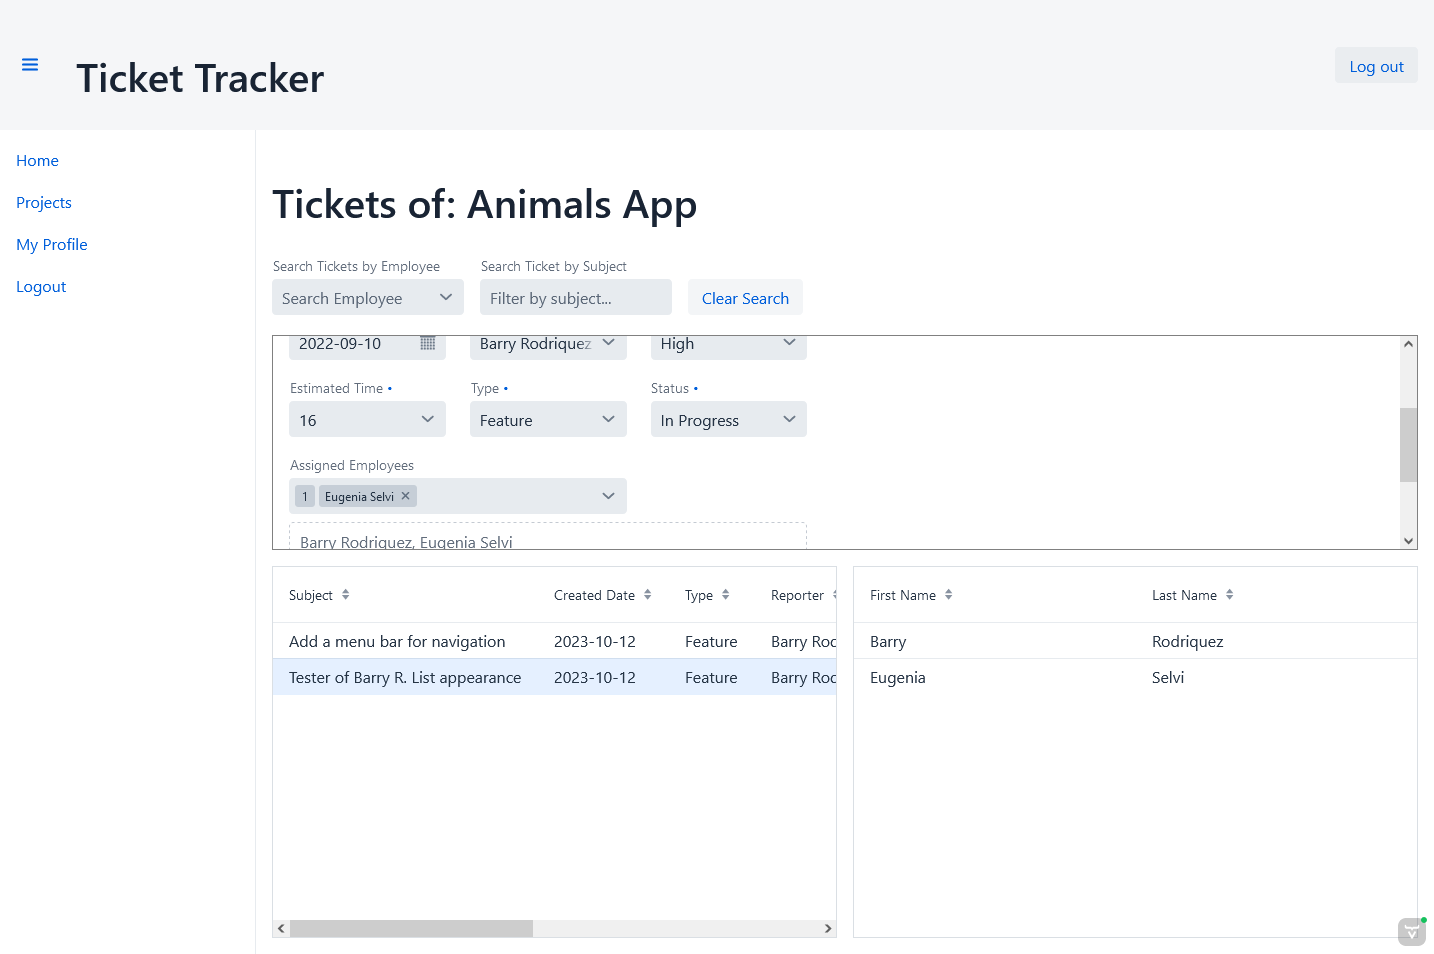 Ticket Tracker
Log out
Home
Projects
My Profile
Logout
Tickets of: Animals App
Search Tickets by Employee
Search Ticket by Subject
Search Employee
Filter by subject...
Clear Search
2022-09-10
Barry Rodriquez
High
Estimated Time •
Type •
Status •
16
Feature
In Progress
Assigned Employees
1 Eugenia Selvi
Barry Rodriquez, Eugenia Selvi
Subject Created Date Type Reporter
Add a menu bar for navigation 2023-10-12 Feature Barry Rod
Tester of Barry R. List appearance 2023-10-12 Feature Barry Rod
First Name Last Name
Barry Rodriquez
Eugenia Selvi